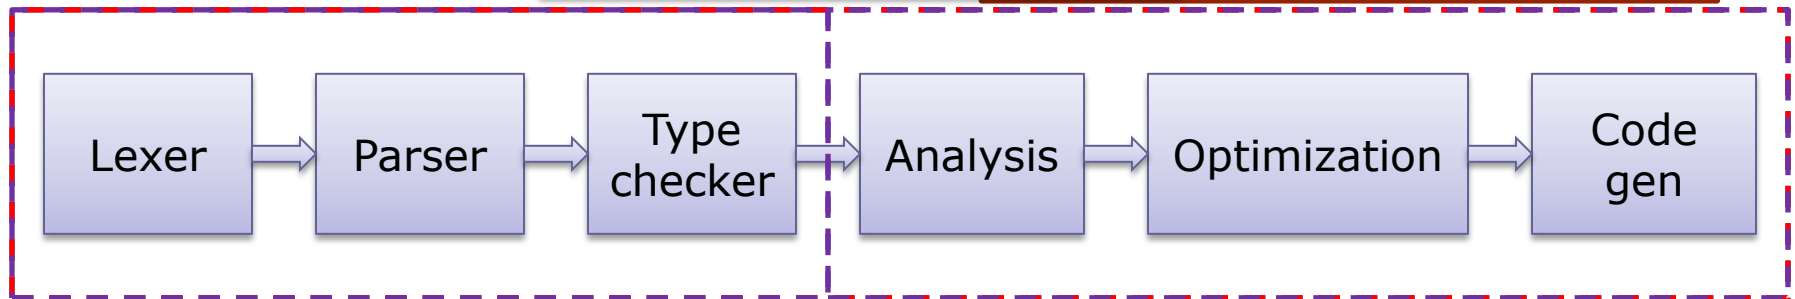 Lexer
Parser
Type
checker
Analysis
Optimization
Code
gen